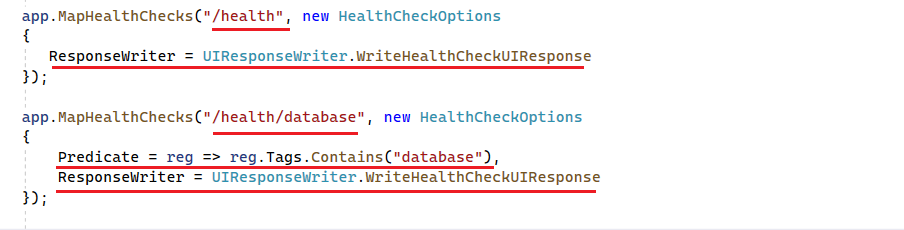 app.MapHealthChecks("/health", new HealthCheckOptions
{
ResponseWriter = UIResponseWriter.WriteHealthCheckUIResponse
});
app.MapHealthChecks("/health/database", new HealthCheckOptions
{
Predicate = reg => reg.Tags.Contains("database"),
ResponseWriter = UIResponseWriter.WriteHealthCheckUIResponse
});